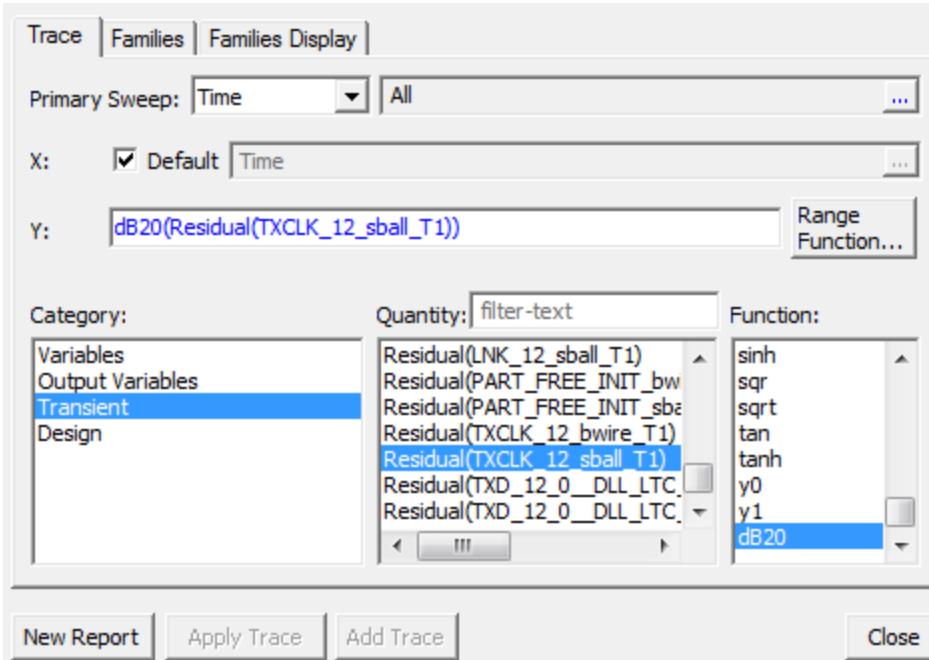 Trace Families Families Display
Primary Sweep: Time All ...
X: Default Time ...
Y: dB20(Residual(TXCLK_12_sball_T1)) Range Function...
Category: Quantity: filter-text Function:
Variables
Output Variables
Transient
Design
Residual(LNK_12_sball_T1)
Residual(PART_FREE_INIT_bwi
Residual(PART_FREE_INIT_sba
Residual(TXCLK_12_bwire_T1)
Residual(TXCLK_12_sball_T1)
Residual(TXD_12_0__DLL_LTC_
Residual(TXD_12_0__DLL_LTC_
sinh
sqr
sqrt
tan
tanh
y0
y1
dB20
New Report Apply Trace Add Trace Close